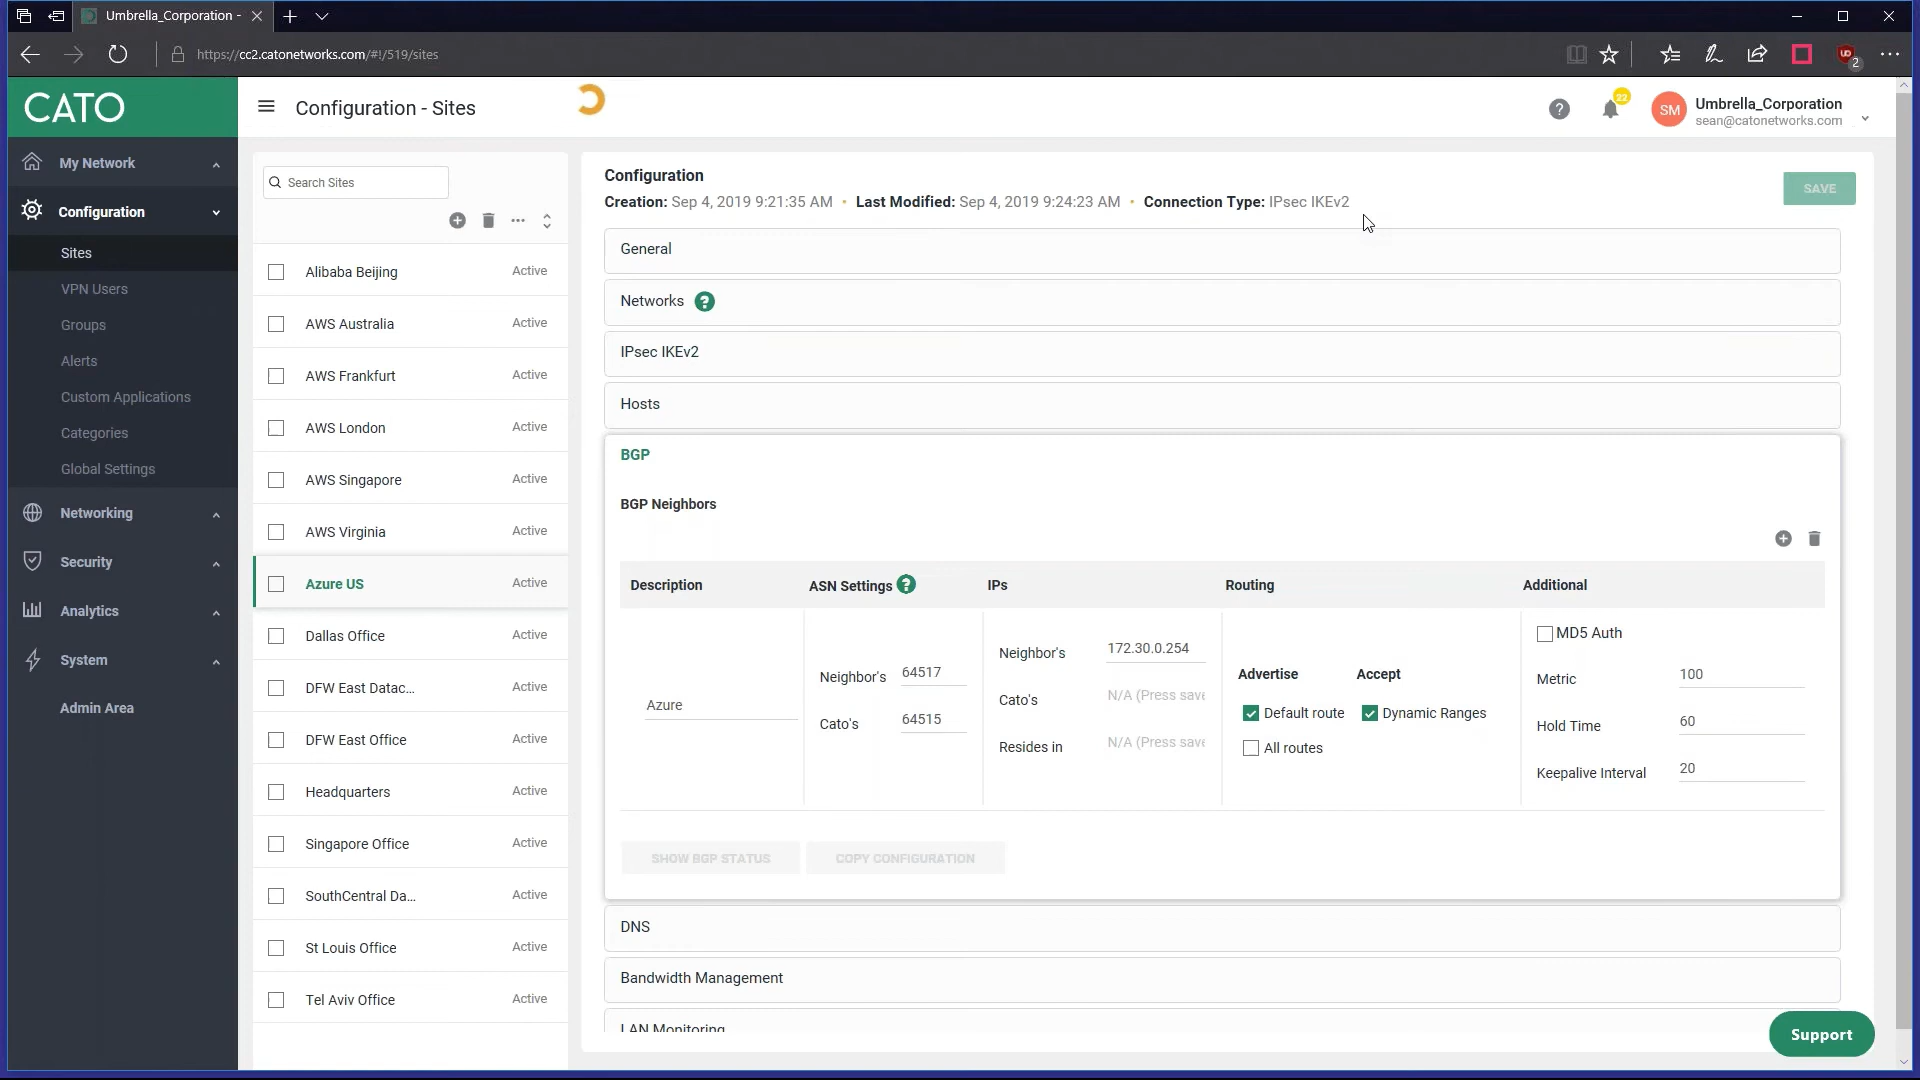 Umbrella_Corporation -
https://cc2.catonetworks.com/#!/519/sites
2
CATO
Configuration - Sites
?
22
SM
Umbrella_Corporation
sean@catonetworks.com
My Network
Configuration
Sites
VPN Users
Groups
Alerts
Custom Applications
Categories
Global Settings
Networking
Security
Analytics
System
Admin Area
Search Sites
Alibaba Beijing Active
AWS Australia Active
AWS Frankfurt Active
AWS London Active
AWS Singapore Active
AWS Virginia Active
Azure US Active
Dallas Office Active
DFW East Datac... Active
DFW East Office Active
Headquarters Active
Singapore Office Active
SouthCentral Da... Active
St Louis Office Active
Tel Aviv Office Active
Configuration
SAVE
Creation: Sep 4, 2019 9:21:35 AM • Last Modified: Sep 4, 2019 9:24:23 AM • Connection Type: IPsec IKEv2
General
Networks ?
IPsec IKEv2
Hosts
BGP
BGP Neighbors
Description ASN Settings ? IPs Routing Additional
Azure
Neighbor's 64517
Cato's 64515
Neighbor's 172.30.0.254
Cato's N/A (Press save
Resides in N/A (Press save
Advertise Accept
Default route Dynamic Ranges
All routes
MD5 Auth
Metric 100
Hold Time 60
Keepalive Interval 20
SHOW BGP STATUS COPY CONFIGURATION
DNS
Bandwidth Management
LAN Monitoring
Support